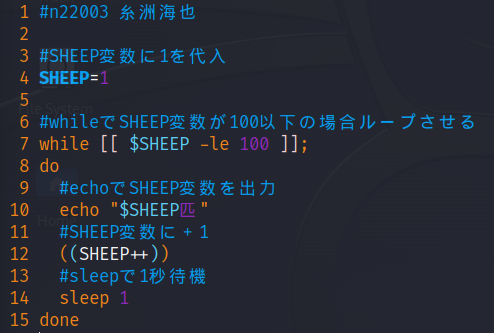 1 #n22003 糸洲海也
2
3 #SHEEP変数に1を代入
4 SHEEP=1
5
6 #whileでSHEEP変数が100以下の場合ループさせる
7 while [[ $SHEEP -le 100 ]];
8 do
9   #echoでSHEEP変数を出力
10   echo "$SHEEP匹"
11   #SHEEP変数に+1
12   ((SHEEP++))
13   #sleepで1秒待機
14   sleep 1
15 done